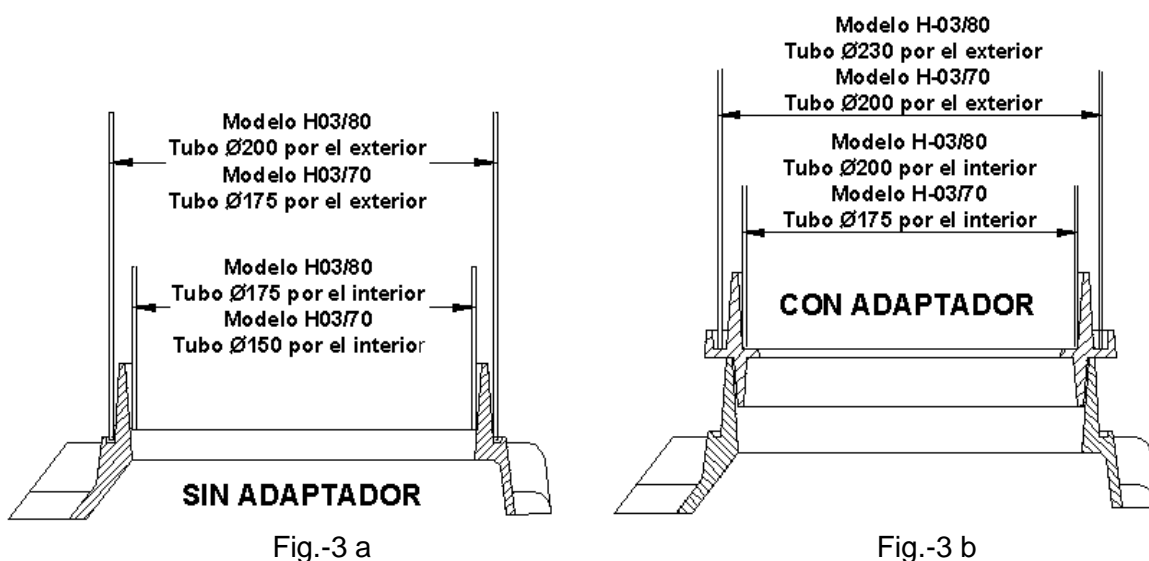 Modelo H03/80
Tubo Ø200 por el exterior
Modelo H03/70
Tubo Ø175 por el exterior
Modelo H03/80
Tubo Ø175 por el interior
Modelo H03/70
Tubo Ø150 por el interior
SIN ADAPTADOR
Fig.-3 a
Modelo H-03/80
Tubo Ø230 por el exterior
Modelo H-03/70
Tubo Ø200 por el exterior
Modelo H-03/80
Tubo Ø200 por el interior
Modelo H-03/70
Tubo Ø175 por el interior
CON ADAPTADOR
Fig.-3 b